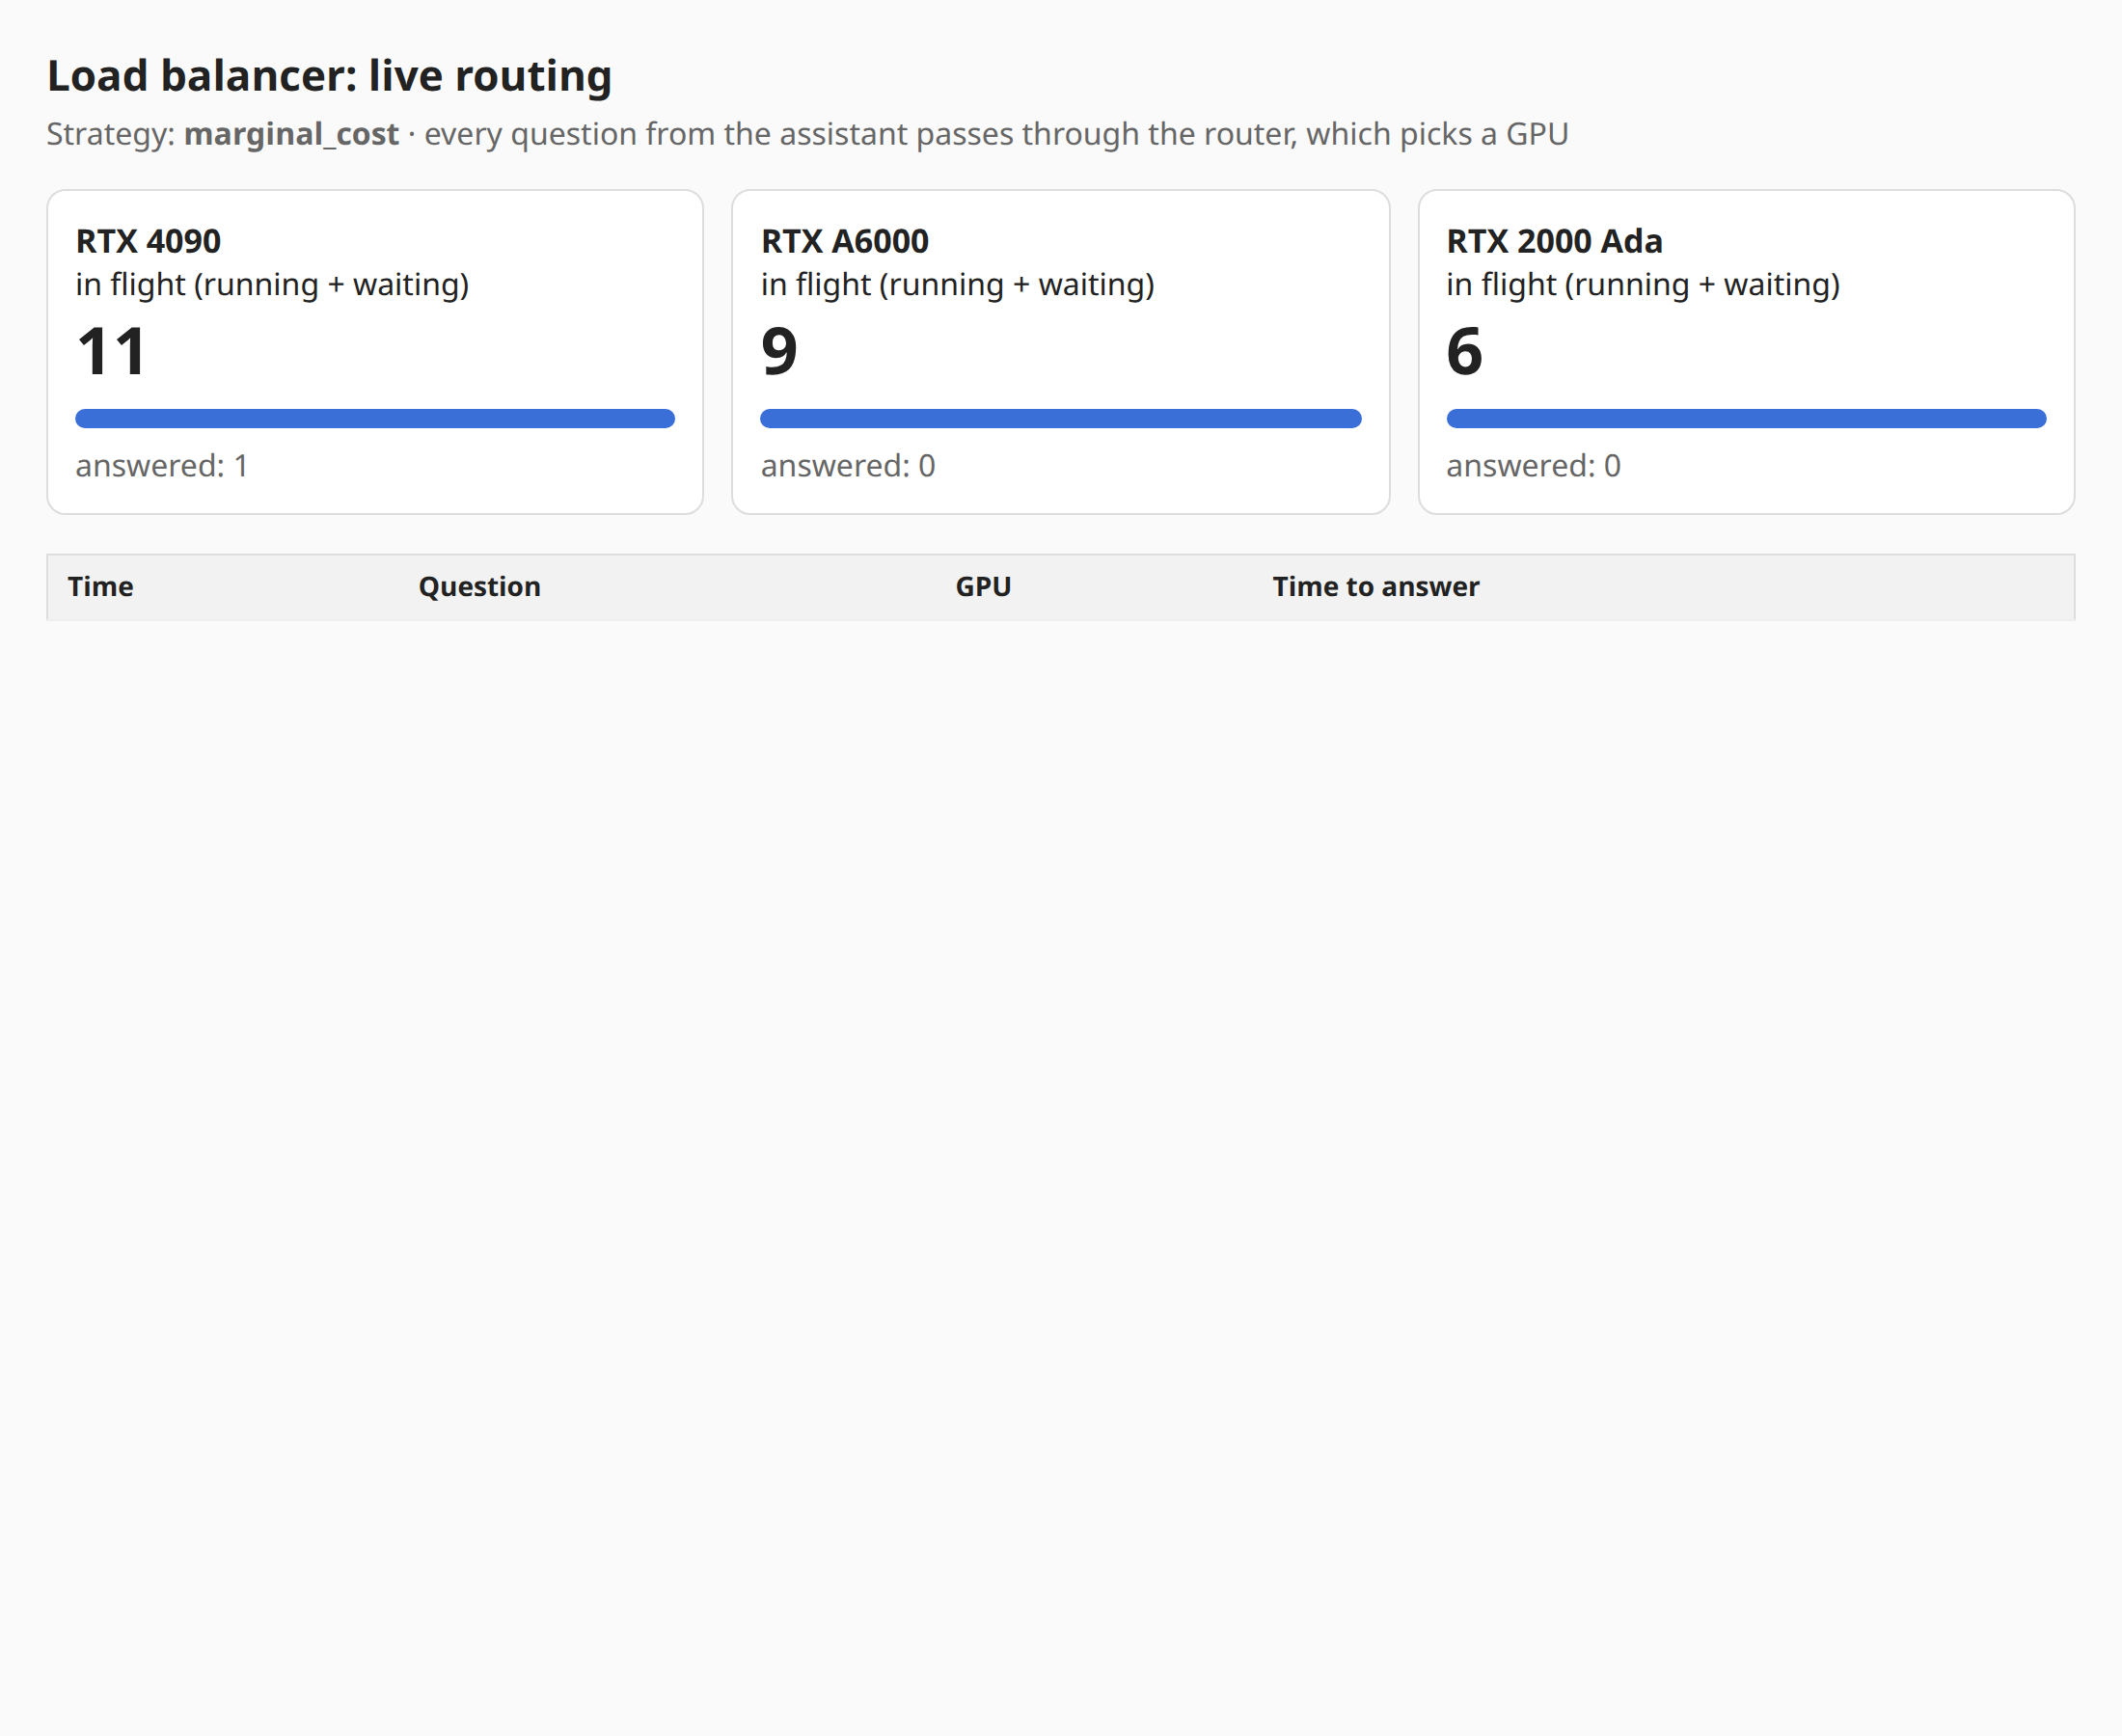 Load balancer: live routing
Strategy: marginal_cost · every question from the assistant passes through the router, which picks a GPU
RTX 4090
in flight (running + waiting)
11
answered: 1
RTX A6000
in flight (running + waiting)
9
answered: 0
RTX 2000 Ada
in flight (running + waiting)
6
answered: 0
Time Question GPU Time to answer